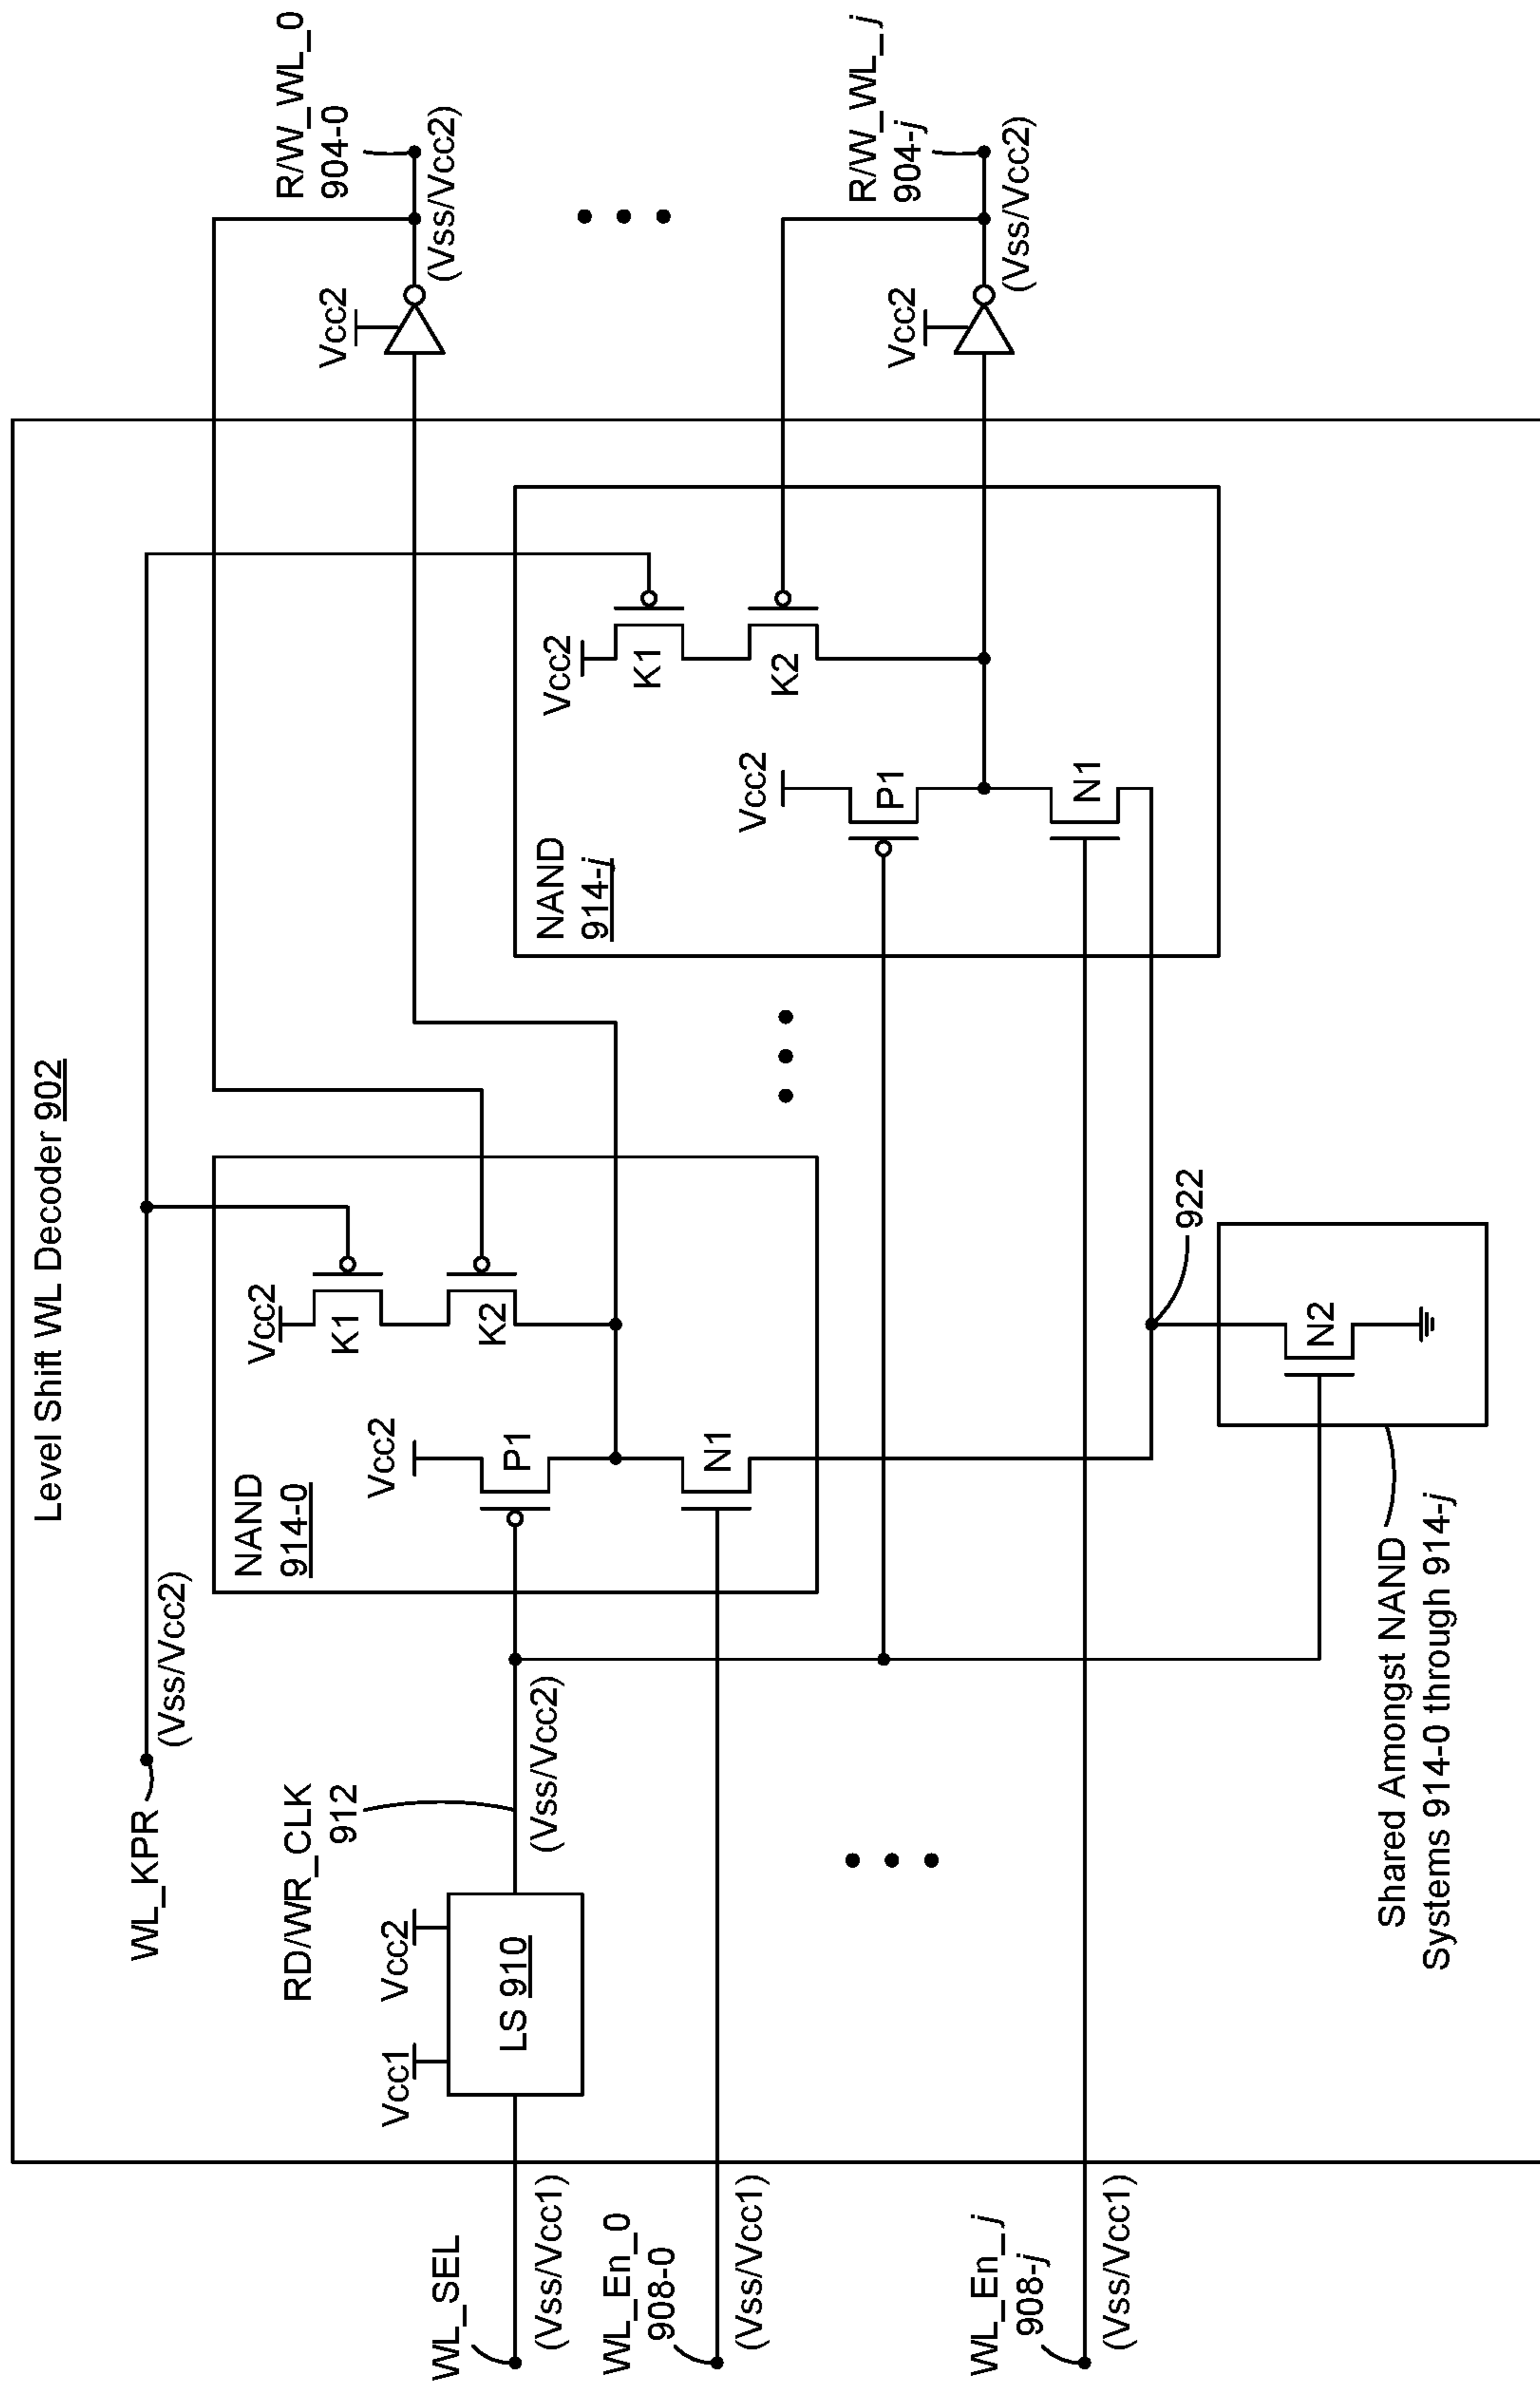 Level Shift WL Decoder 902
WL_KPR
(Vss/Vcc2)
R/W_WL_0
904-0
(Vss/Vcc2)
Vcc2
NAND
914-0
Vcc2
K1
K2
Vcc2
P1
N1
RD/WR_CLK
912
(Vss/Vcc2)
Vcc1
Vcc2
LS 910
WL_SEL
(Vss/Vcc1)
WL_En_0
908-0
(Vss/Vcc1)
WL_En_j
908-j
(Vss/Vcc1)
NAND
914-j
Vcc2
K1
K2
Vcc2
P1
N1
Vcc2
R/W_WL_j
904-j
(Vss/Vcc2)
922
N2
Shared Amongst NAND
Systems 914-0 through 914-j